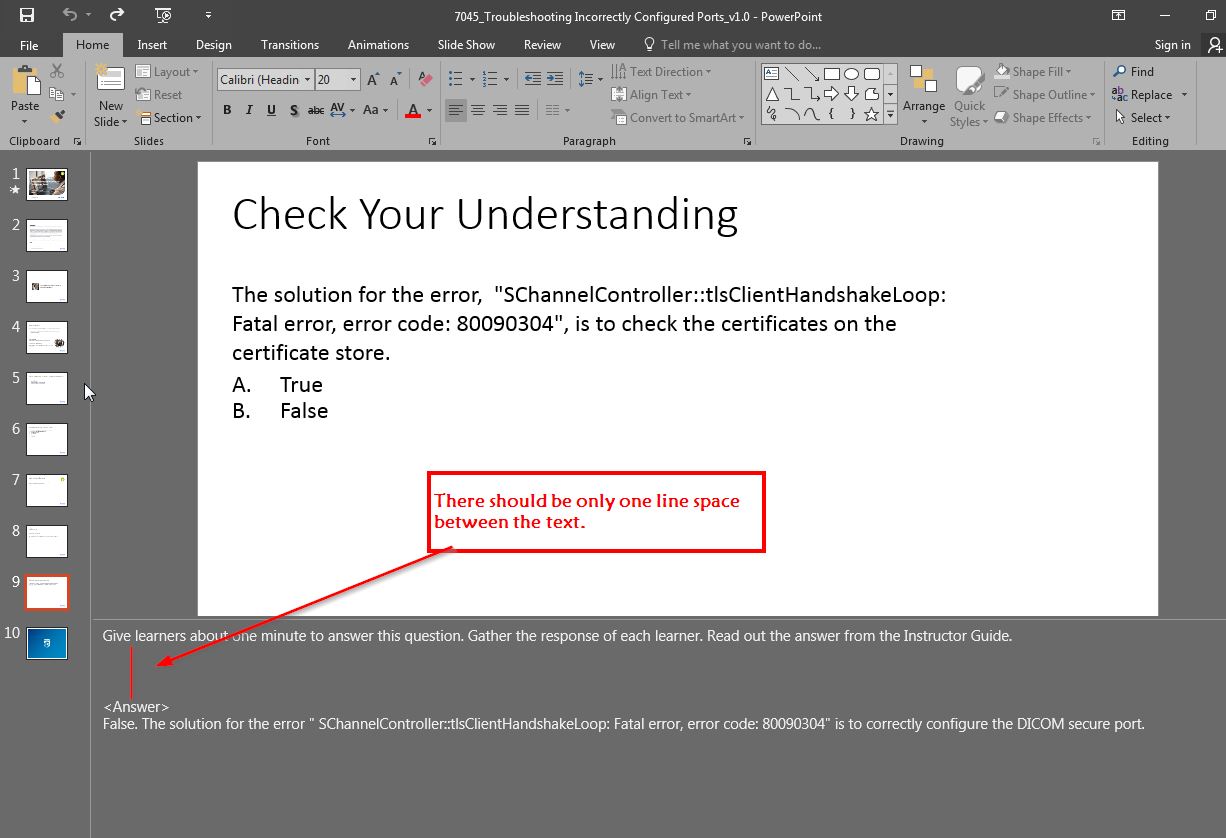 7045_Troubleshooting Incorrectly Configured Ports_v1.0 - PowerPoint
File Home Insert Design Transitions Animations Slide Show Review View Tell me what you want to do... Sign in
Paste
New Slide
Layout
Reset
Section
Calibri (Headin 20
B I U S abc AV Aa A
Text Direction
Align Text
Convert to SmartArt
Arrange
Quick Styles
Shape Fill
Shape Outline
Shape Effects
Find
Replace
Select
Clipboard Slides Font Paragraph Drawing Editing
1
2
3
4
5
6
7
8
9
10
Check Your Understanding
The solution for the error,  "SChannelController::tlsClientHandshakeLoop:
Fatal error, error code: 80090304", is to check the certificates on the
certificate store.
A. True
B. False
There should be only one line space
between the text.
Give learners about one minute to answer this question. Gather the response of each learner. Read out the answer from the Instructor Guide.
<Answer>
False. The solution for the error " SChannelController::tlsClientHandshakeLoop: Fatal error, error code: 80090304" is to correctly configure the DICOM secure port.